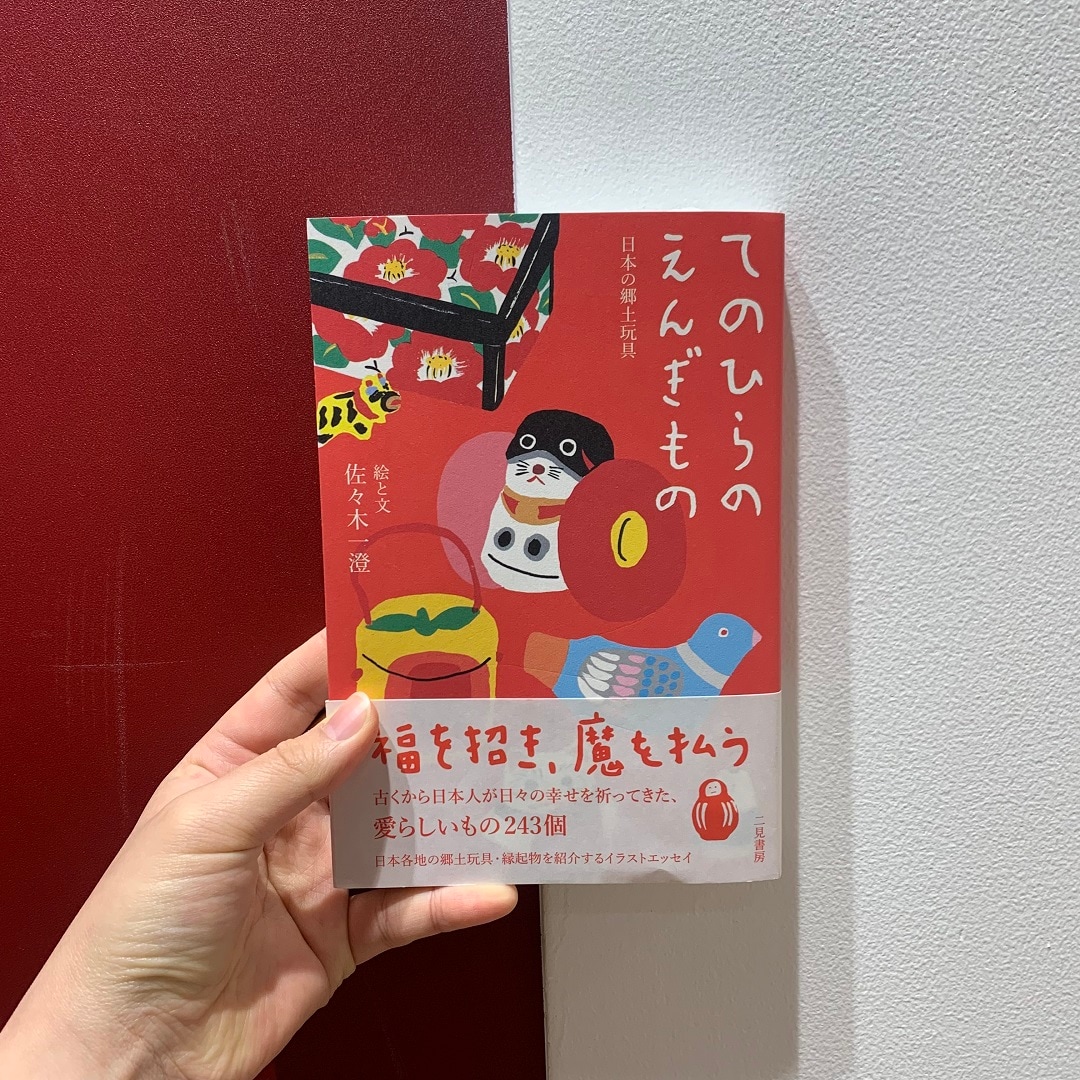 てのひらの
えんぎもの
日本の郷土玩具
絵と文
佐々木一澄
福を招き、魔を払う
古くから日本人が日々の幸せを祈ってきた、
愛らしいもの243個
日本各地の郷土玩具・縁起物を紹介するイラストエッセイ
二見書房